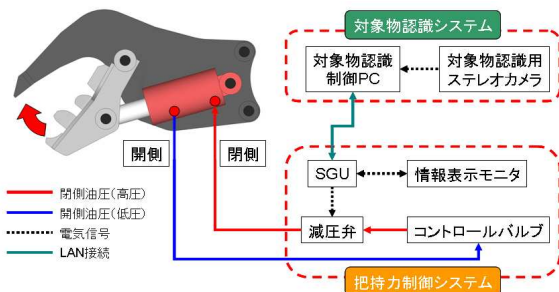 対象物認識システム
対象物認識
制御PC
対象物認識用
ステレオカメラ
開側
閉側
SGU
情報表示モニタ
減圧弁
コントロールバルブ
把持力制御システム
閉側油圧(高圧)
開側油圧(低圧)
電気信号
LAN接続